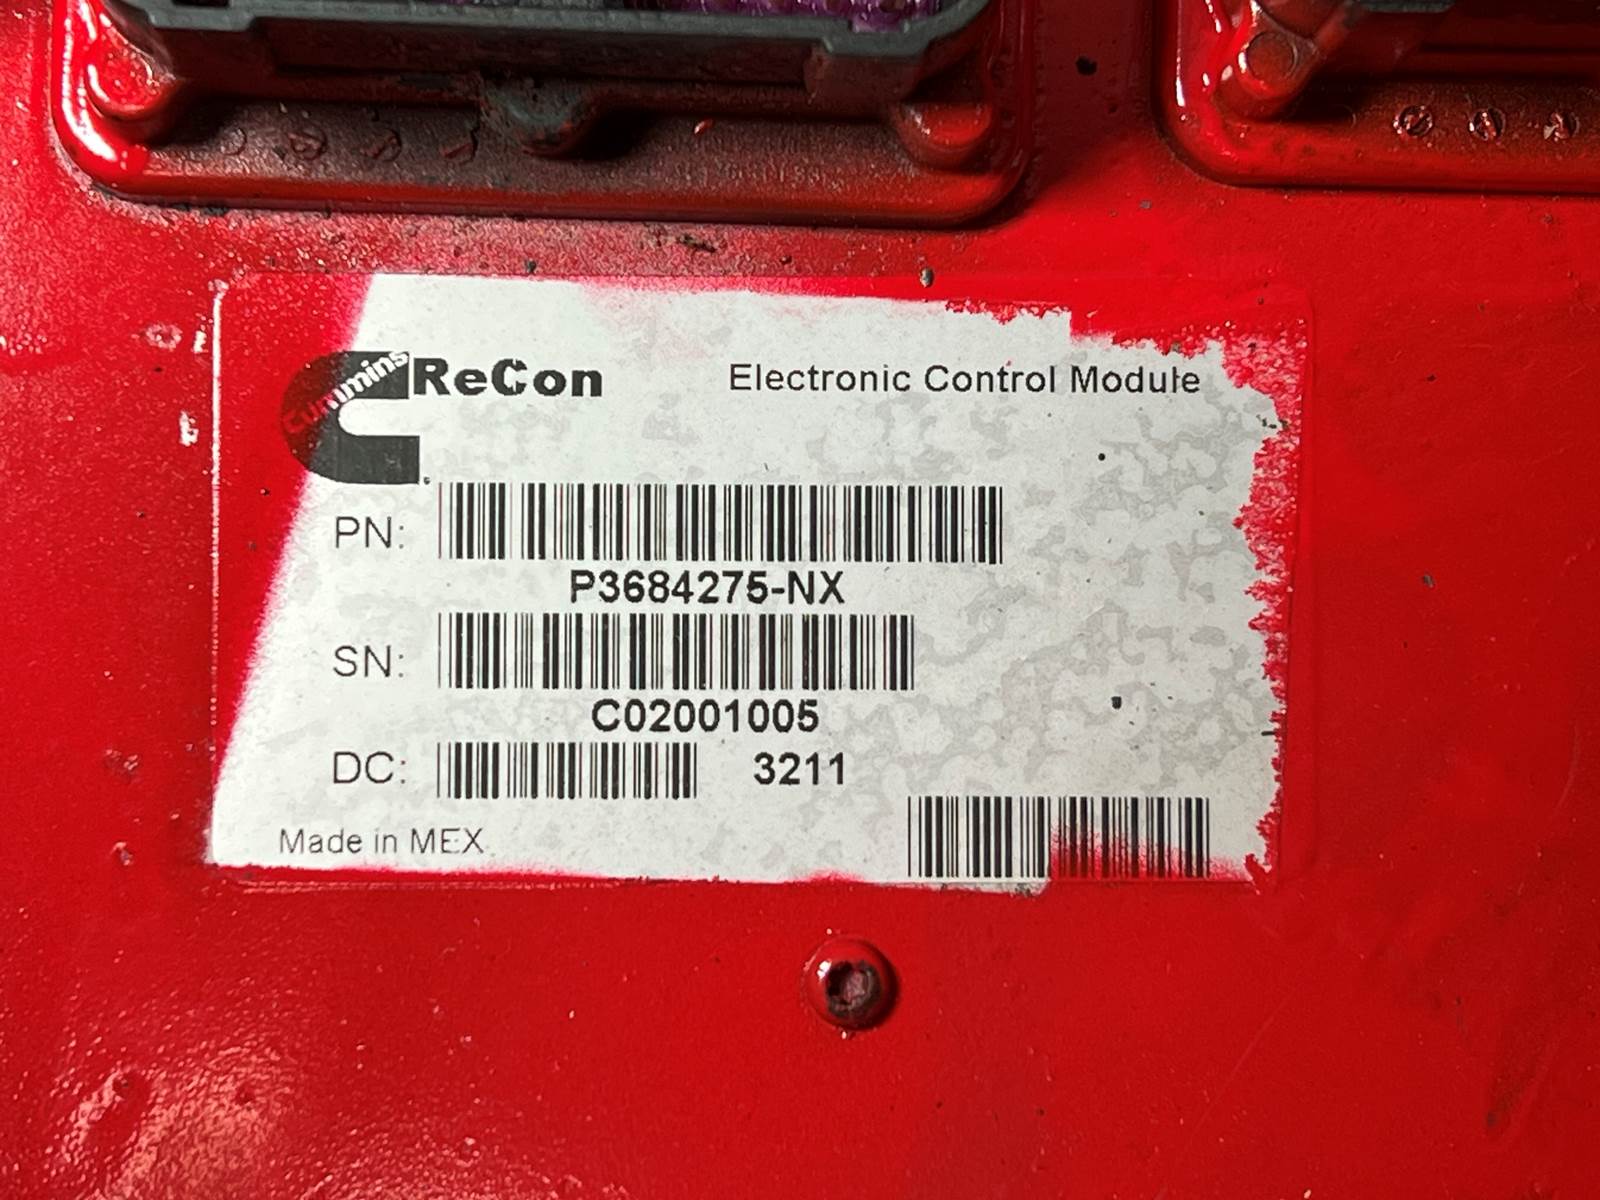 Cummins
ReCon
Electronic Control Module
PN:
P3684275-NX
SN:
C02001005
DC: 3211
Made in MEX